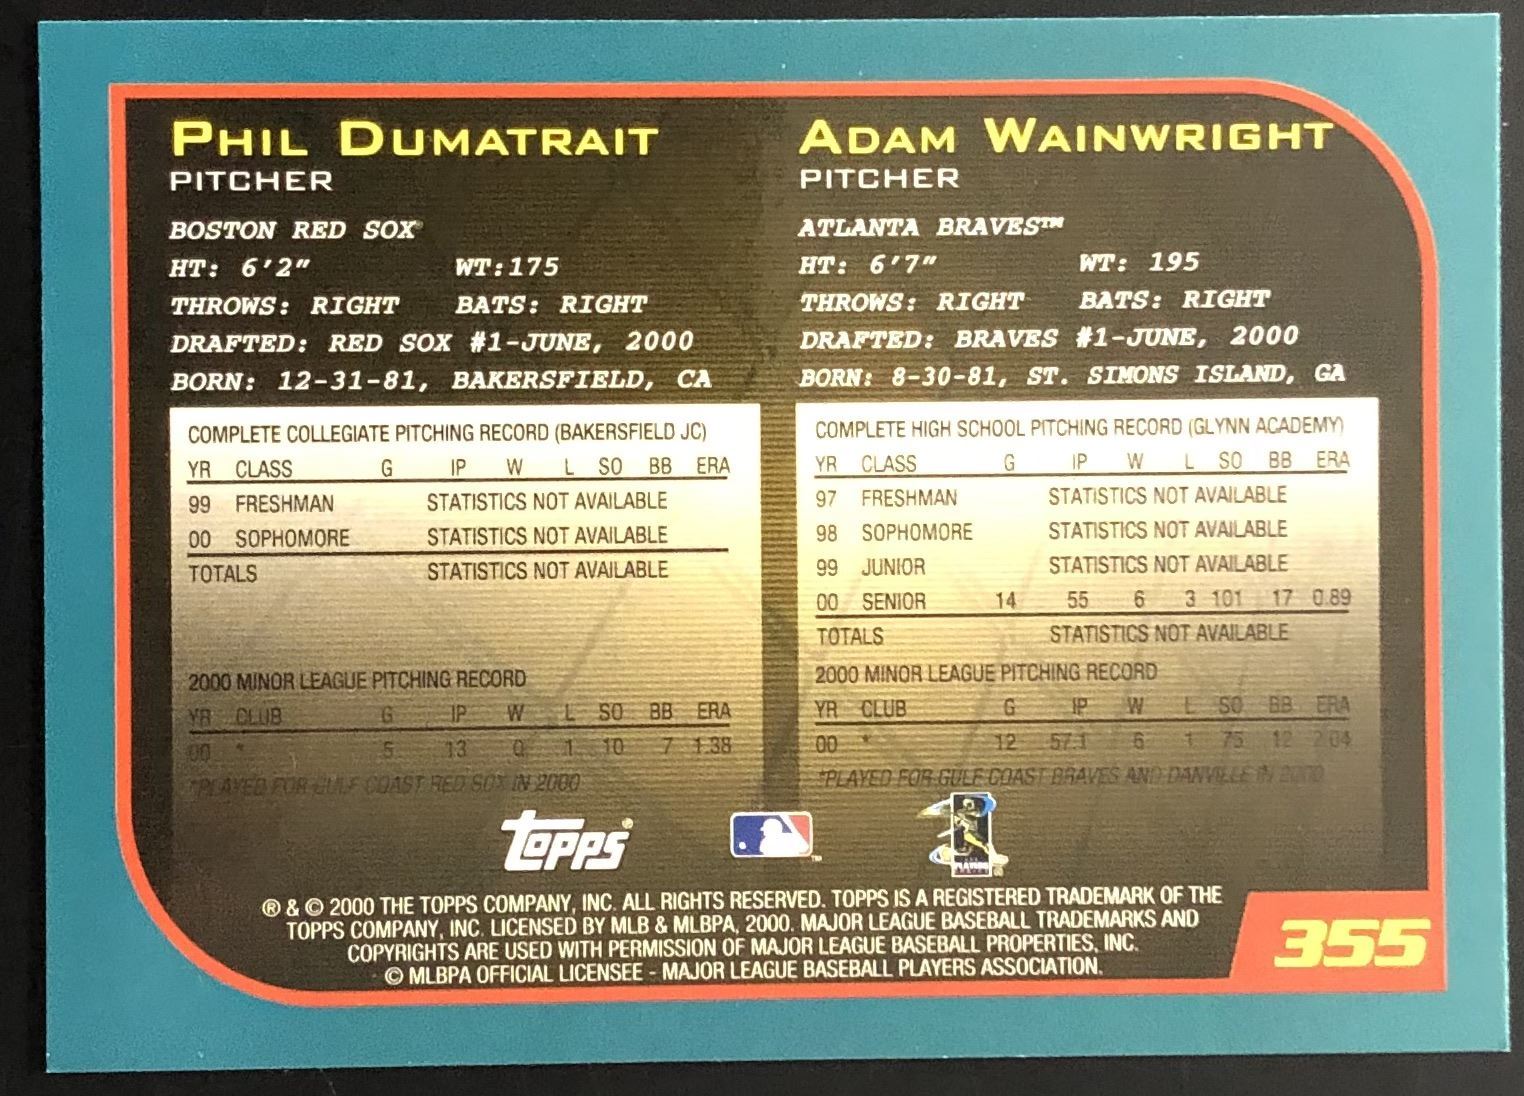 PHIL DUMATRAIT
PITCHER
BOSTON RED SOX®
HT: 6'2" WT:175
THROWS: RIGHT BATS: RIGHT
DRAFTED: RED SOX #1-JUNE, 2000
BORN: 12-31-81, BAKERSFIELD, CA
COMPLETE COLLEGIATE PITCHING RECORD (BAKERSFIELD JC)
YR CLASS G IP W L SO BB ERA
99 FRESHMAN STATISTICS NOT AVAILABLE
00 SOPHOMORE STATISTICS NOT AVAILABLE
TOTALS STATISTICS NOT AVAILABLE
2000 MINOR LEAGUE PITCHING RECORD
YR CLUB G IP W L SO BB ERA
00 * 5 13 0 1 10 7 1.38
*PLAYED FOR GULF COAST RED SOX IN 2000
ADAM WAINWRIGHT
PITCHER
ATLANTA BRAVES™
HT: 6'7" WT: 195
THROWS: RIGHT BATS: RIGHT
DRAFTED: BRAVES #1-JUNE, 2000
BORN: 8-30-81, ST. SIMONS ISLAND, GA
COMPLETE HIGH SCHOOL PITCHING RECORD (GLYNN ACADEMY)
YR CLASS G IP W L SO BB ERA
97 FRESHMAN STATISTICS NOT AVAILABLE
98 SOPHOMORE STATISTICS NOT AVAILABLE
99 JUNIOR STATISTICS NOT AVAILABLE
00 SENIOR 14 55 6 3 101 17 0.89
TOTALS STATISTICS NOT AVAILABLE
2000 MINOR LEAGUE PITCHING RECORD
YR CLUB G IP W L SO BB ERA
00 * 12 57.1 6 1 75 12 2.04
*PLAYED FOR GULF COAST BRAVES AND DANVILLE IN 2000
TOPPS®
PLAYERS
® & © 2000 THE TOPPS COMPANY, INC. ALL RIGHTS RESERVED. TOPPS IS A REGISTERED TRADEMARK OF THE
TOPPS COMPANY, INC. LICENSED BY MLB & MLBPA, 2000. MAJOR LEAGUE BASEBALL TRADEMARKS AND
COPYRIGHTS ARE USED WITH PERMISSION OF MAJOR LEAGUE BASEBALL PROPERTIES, INC.
© MLBPA OFFICIAL LICENSEE - MAJOR LEAGUE BASEBALL PLAYERS ASSOCIATION.
355